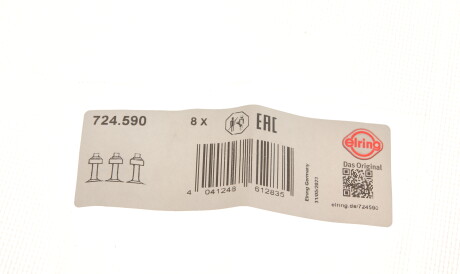 724.590
8 x
EAC
elring
Das Original
4 041248 612835
Elring Germany
elring.de/724590